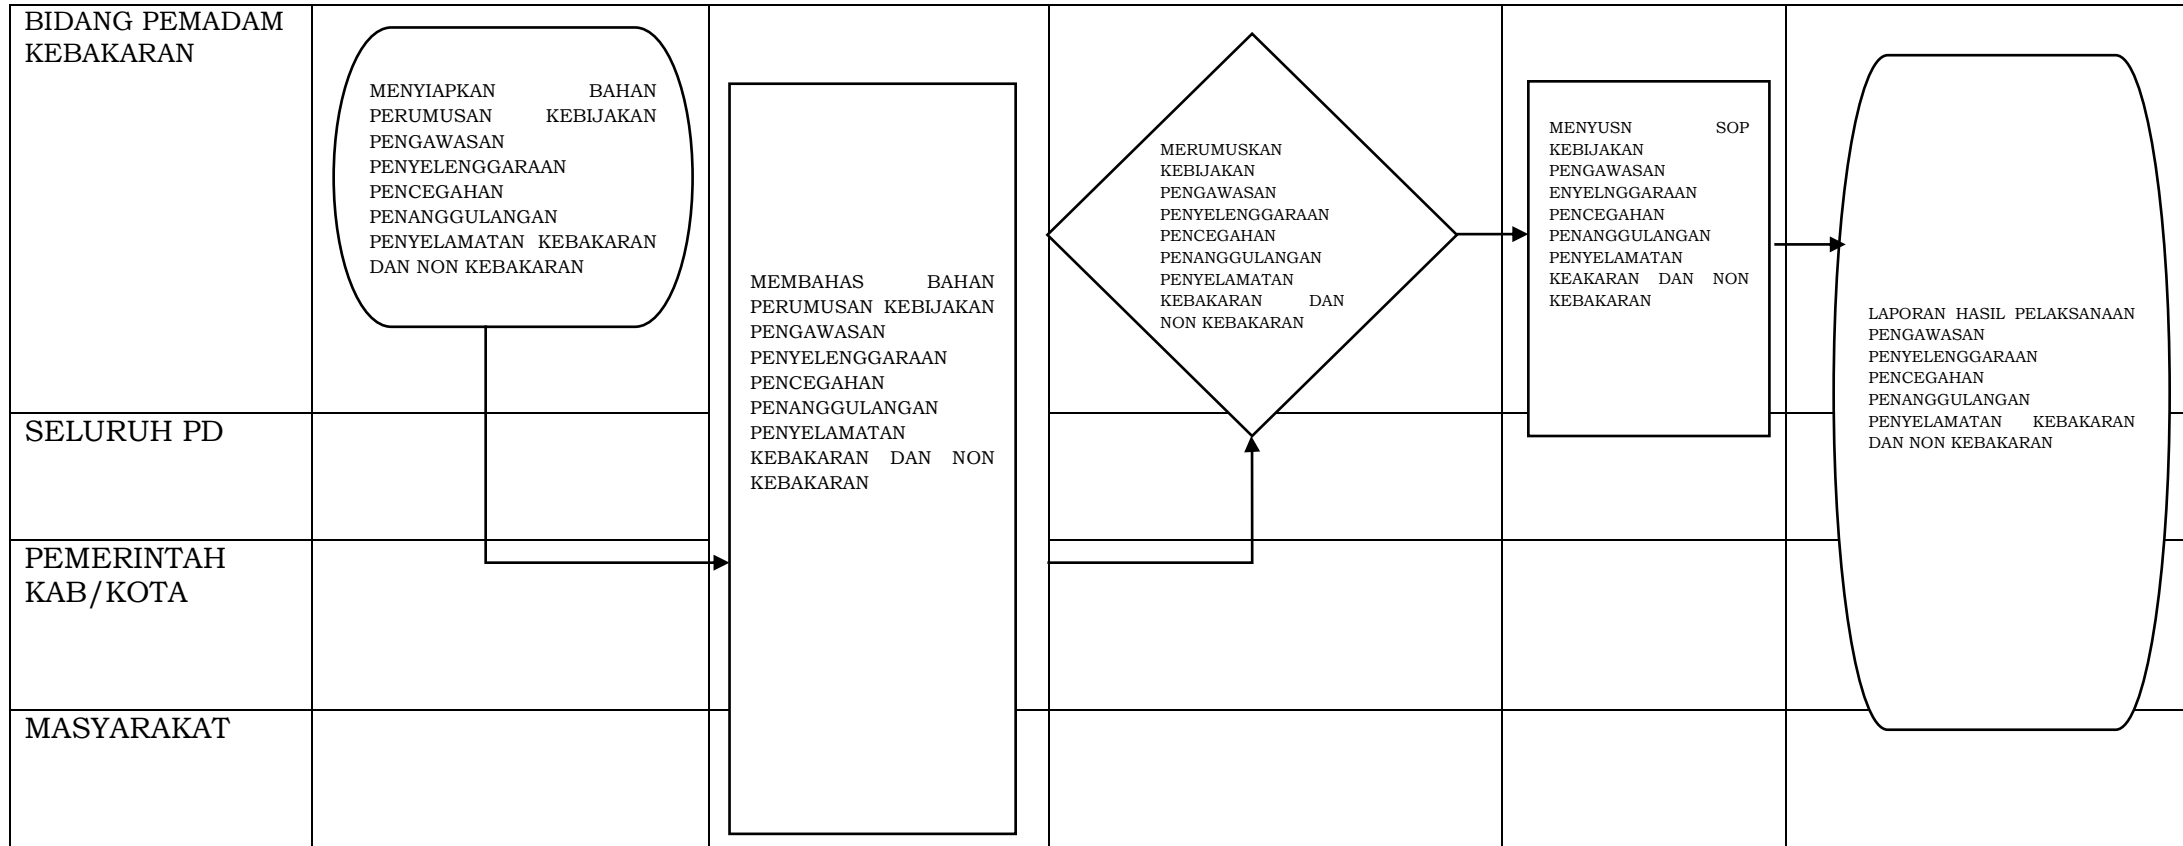 BIDANG PEMADAM
KEBAKARAN
MENYIAPKAN BAHAN
PERUMUSAN KEBIJAKAN
PENGAWASAN
PENYELENGGARAAN
PENCEGAHAN
PENANGGULANGAN
PENYELAMATAN KEBAKARAN
DAN NON KEBAKARAN
MEMBAHAS BAHAN
PERUMUSAN KEBIJAKAN
PENGAWASAN
PENYELENGGARAAN
PENCEGAHAN
PENANGGULANGAN
PENYELAMATAN
KEBAKARAN DAN NON
KEBAKARAN
MERUMUSKAN
KEBIJAKAN
PENGAWASAN
PENYELENGGARAAN
PENCEGAHAN
PENANGGULANGAN
PENYELAMATAN
KEBAKARAN DAN
NON KEBAKARAN
MENYUSN SOP
KEBIJAKAN
PENGAWASAN
ENYELNGGARAAN
PENCEGAHAN
PENANGGULANGAN
PENYELAMATAN
KEAKARAN DAN NON
KEBAKARAN
LAPORAN HASIL PELAKSANAAN
PENGAWASAN
PENYELENGGARAAN
PENCEGAHAN
PENANGGULANGAN
PENYELAMATAN KEBAKARAN
DAN NON KEBAKARAN
SELURUH PD
PEMERINTAH
KAB/KOTA
MASYARAKAT